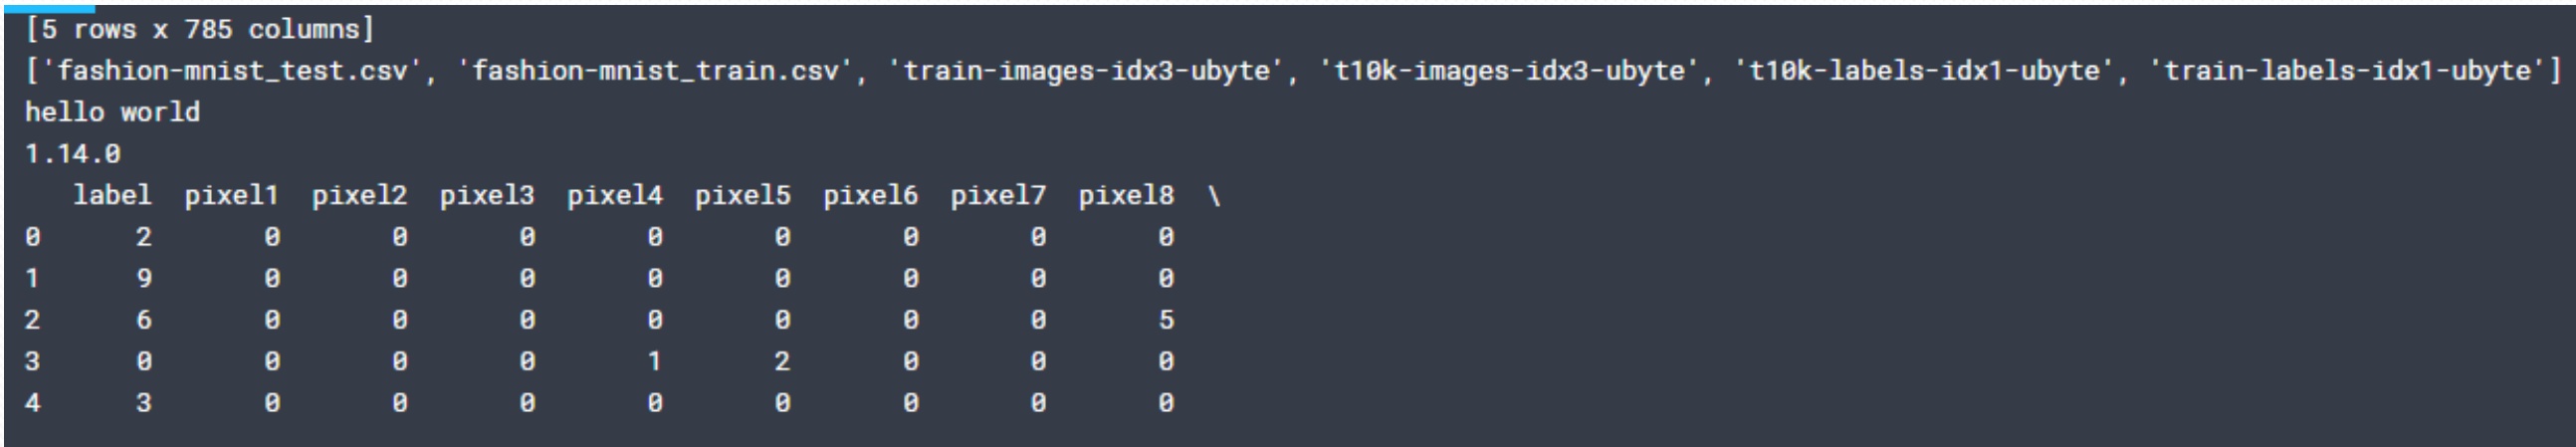 [5 rows x 785 columns]
['fashion-mnist_test.csv', 'fashion-mnist_train.csv', 'train-images-idx3-ubyte', 't10k-images-idx3-ubyte', 't10k-labels-idx1-ubyte', 'train-labels-idx1-ubyte']
hello world
1.14.0
   label  pixel1  pixel2  pixel3  pixel4  pixel5  pixel6  pixel7  pixel8  \
0      2       0       0       0       0       0       0       0       0
1      9       0       0       0       0       0       0       0       0
2      6       0       0       0       0       0       0       0       5
3      0       0       0       0       1       2       0       0       0
4      3       0       0       0       0       0       0       0       0